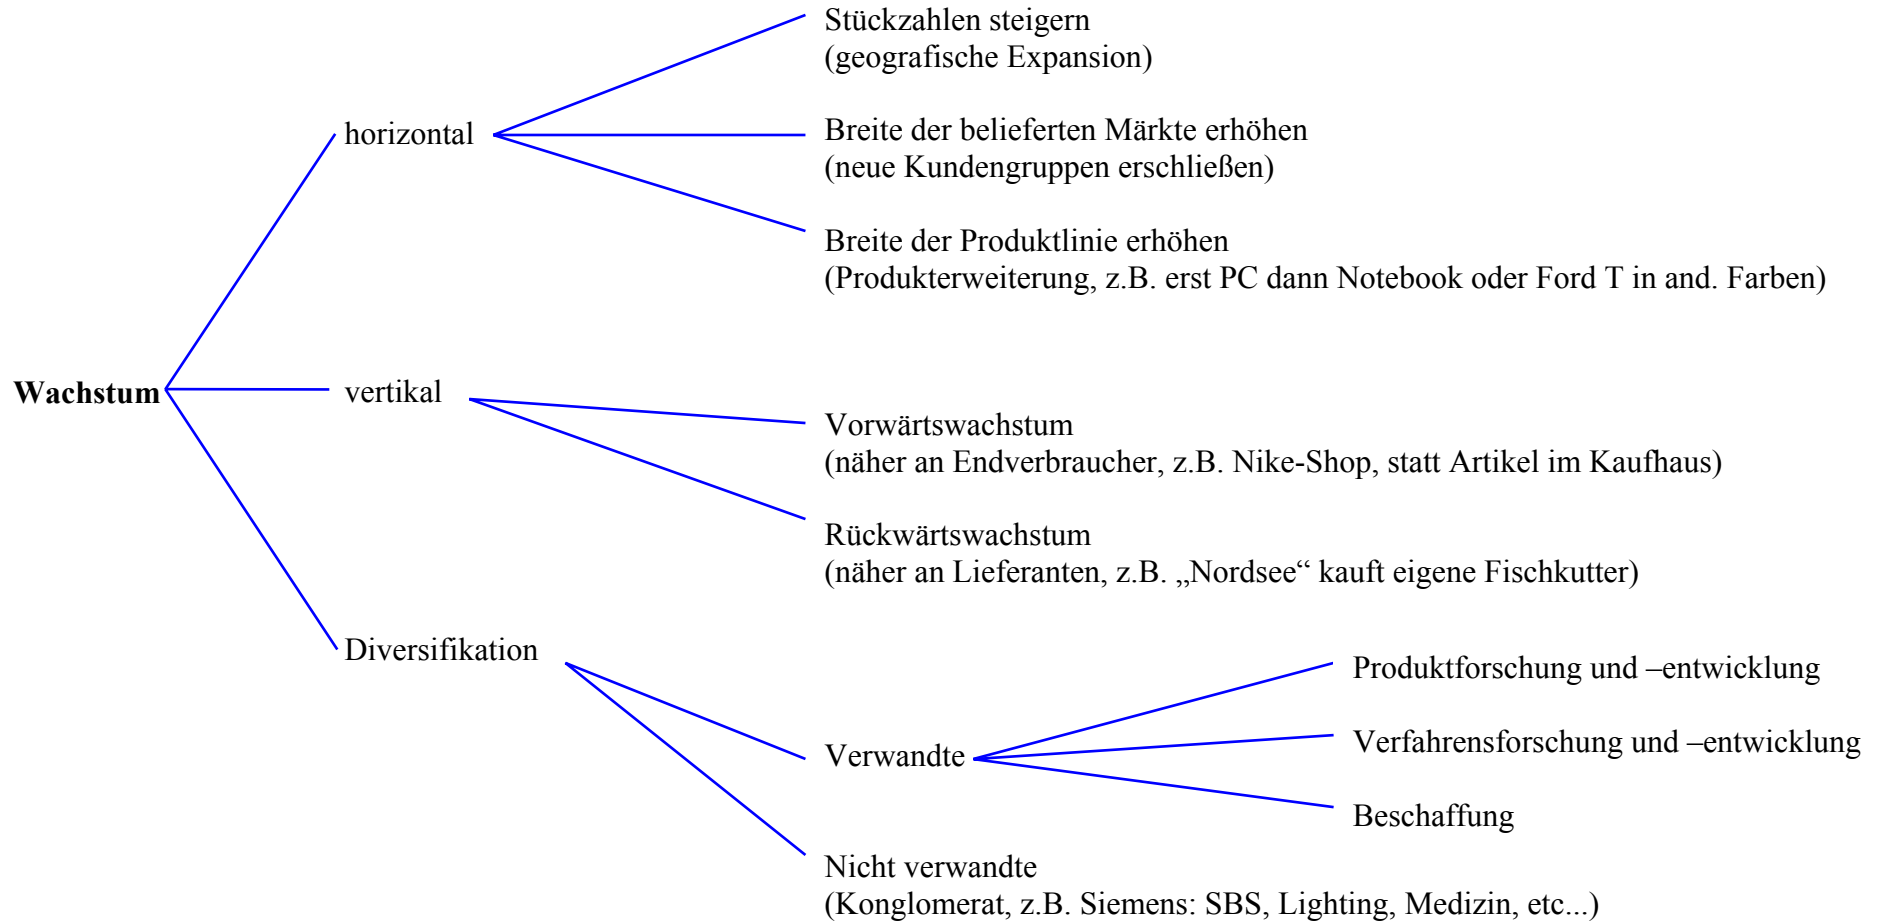 Stückzahlen steigern
(geografische Expansion)
horizontal
Breite der belieferten Märkte erhöhen
(neue Kundengruppen erschließen)
Breite der Produktlinie erhöhen
(Produkterweiterung, z.B. erst PC dann Notebook oder Ford T in and. Farben)
Wachstum
vertikal
Vorwärtswachstum
(näher an Endverbraucher, z.B. Nike-Shop, statt Artikel im Kaufhaus)
Rückwärtswachstum
(näher an Lieferanten, z.B. „Nordsee“ kauft eigene Fischkutter)
Diversifikation
Verwandte
Produktforschung und –entwicklung
Verfahrensforschung und –entwicklung
Beschaffung
Nicht verwandte
(Konglomerat, z.B. Siemens: SBS, Lighting, Medizin, etc...)